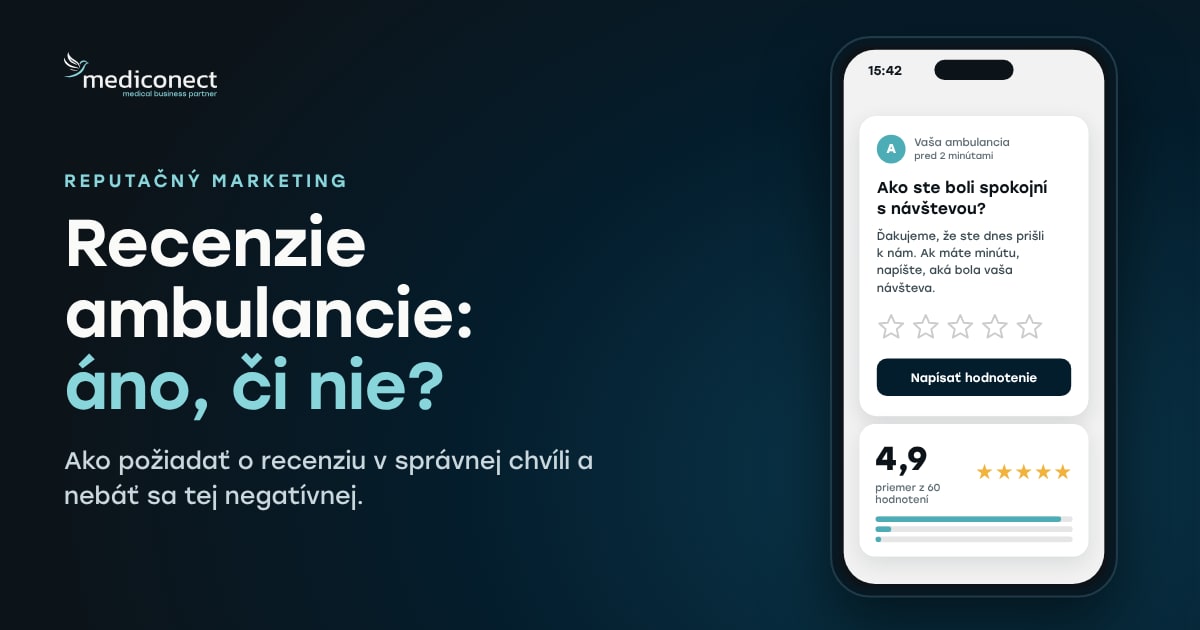 mediconect
medical business partner
REPUTAČNÝ MARKETING
Recenzie
ambulancie:
áno, či nie?
Ako požiadať o recenziu v správnej chvíli a
nebáť sa tej negatívnej.
15:42
A
Vaša ambulancia
pred 2 minútami
Ako ste boli spokojní
s návštevou?
Ďakujeme, že ste dnes prišli
k nám. Ak máte minútu,
napíšte, aká bola vaša
návšteva.
Napísať hodnotenie
4,9
priemer z 60
hodnotení